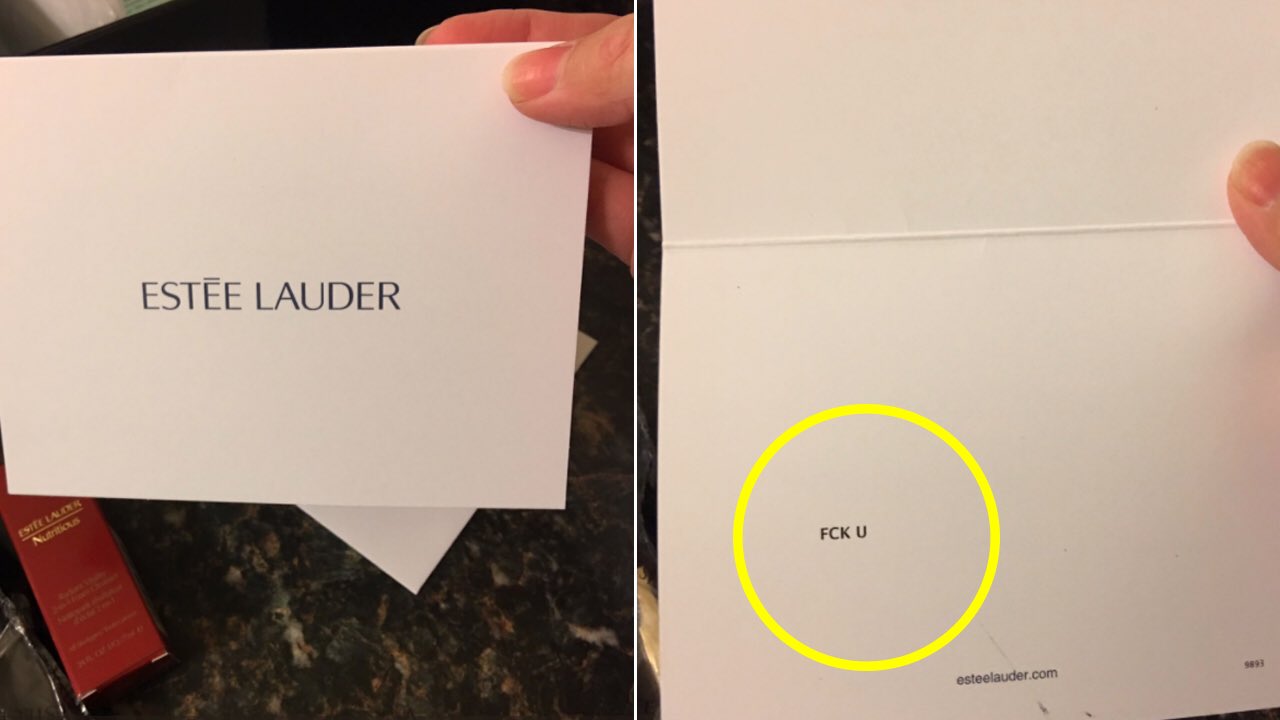 ESTĒE LAUDER
ESTĒE LAUDER
Nutritious
FCK U
esteelauder.com
9893